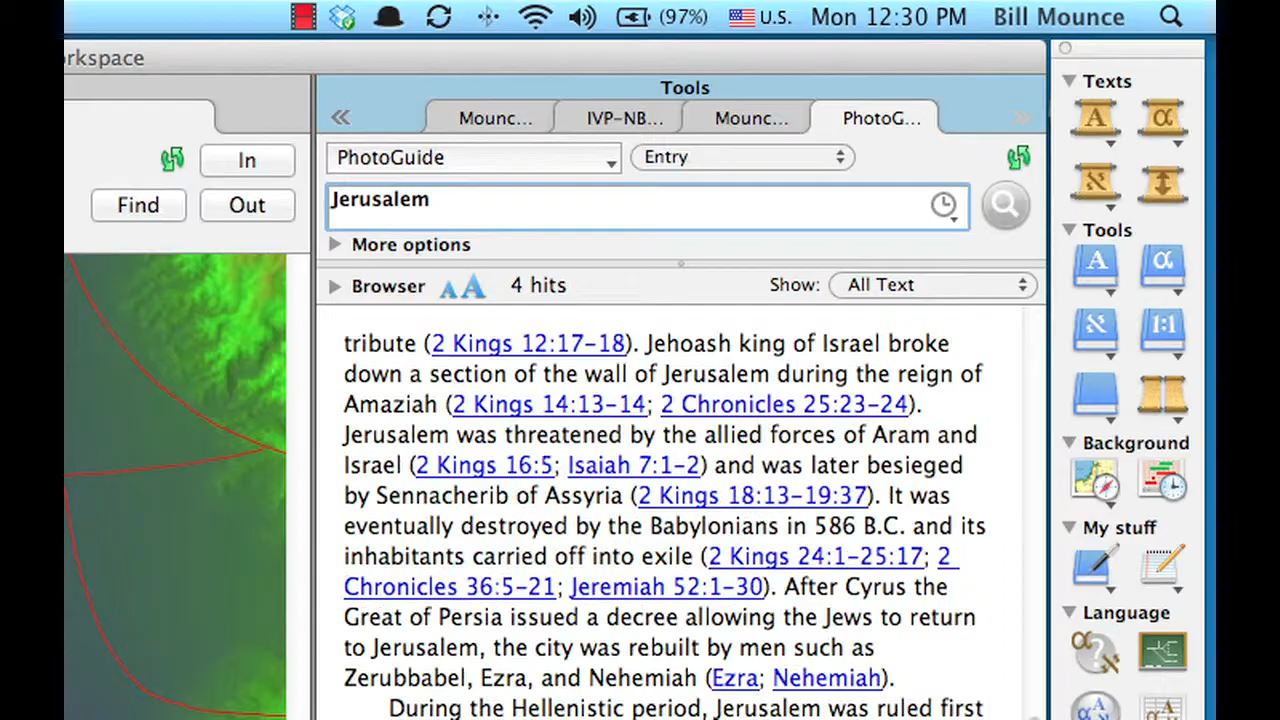 (97%) U.S. Mon 12:30 PM Bill Mounce
rkspace
Tools
Mounc... IVP-NB... Mounc... PhotoG...
In
PhotoGuide
Entry
Find
Out
Jerusalem
More options
Browser AA 4 hits Show: All Text
tribute (2 Kings 12:17–18). Jehoash king of Israel broke
down a section of the wall of Jerusalem during the reign of
Amaziah (2 Kings 14:13–14; 2 Chronicles 25:23–24).
Jerusalem was threatened by the allied forces of Aram and
Israel (2 Kings 16:5; Isaiah 7:1–2) and was later besieged
by Sennacherib of Assyria (2 Kings 18:13–19:37). It was
eventually destroyed by the Babylonians in 586 B.C. and its
inhabitants carried off into exile (2 Kings 24:1–25:17; 2
Chronicles 36:5–21; Jeremiah 52:1–30). After Cyrus the
Great of Persia issued a decree allowing the Jews to return
to Jerusalem, the city was rebuilt by men such as
Zerubbabel, Ezra, and Nehemiah (Ezra; Nehemiah).
During the Hellenistic period, Jerusalem was ruled first
Texts
A α
א
Tools
A α
א 1:1
Background
My stuff
Language
α ? א